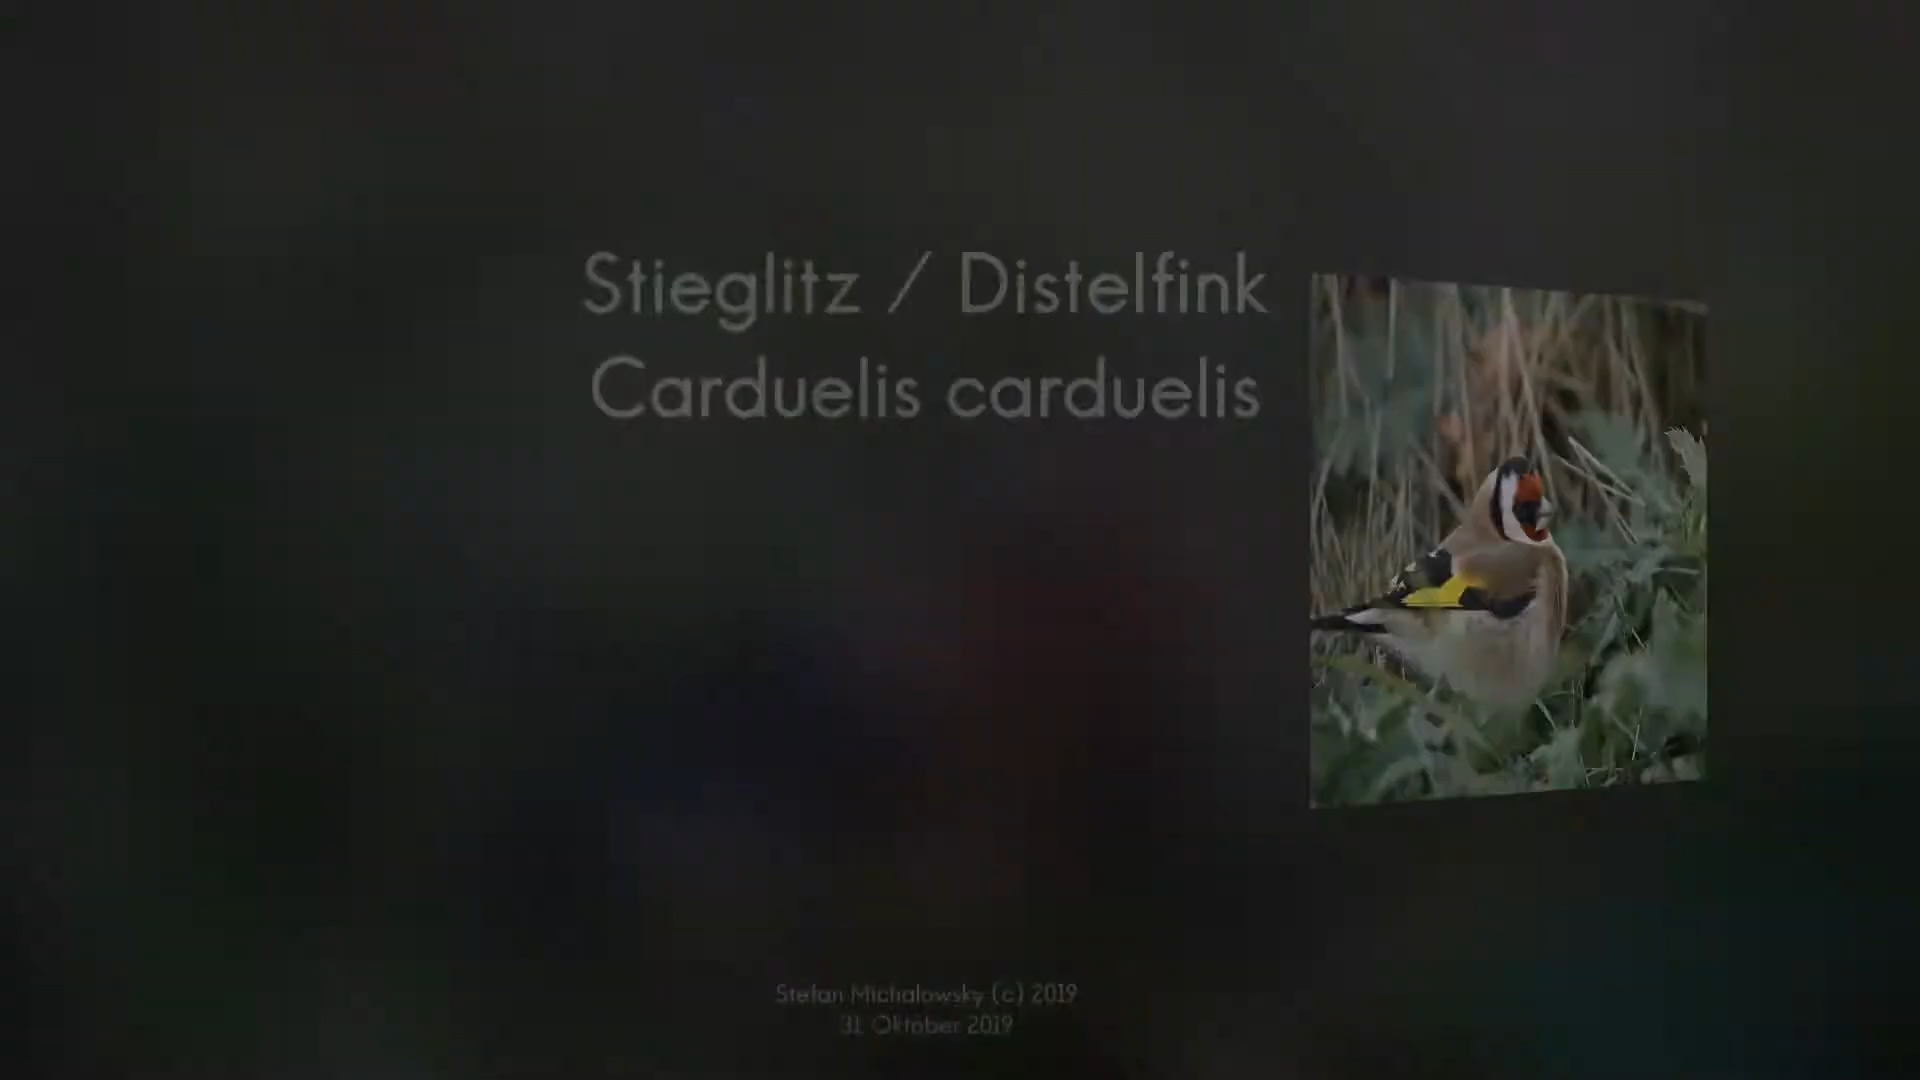 Stieglitz / Distelfink
Carduelis carduelis
Stefan Michalowsky (c) 2019
31. Oktober 2019